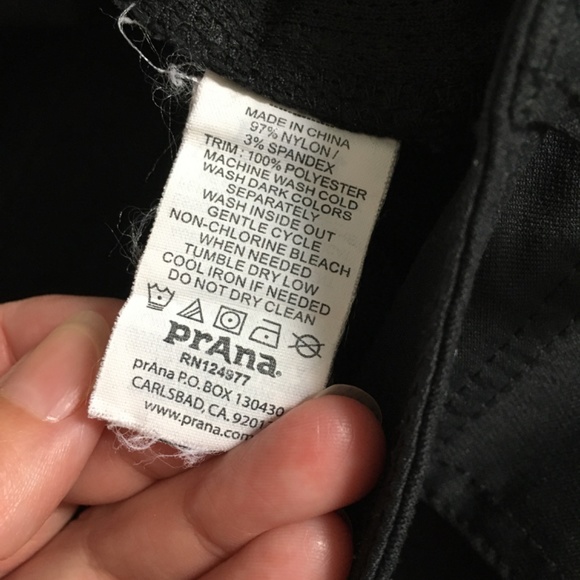 MADE IN CHINA
97% NYLON /
3% SPANDEX
TRIM: 100% POLYESTER
MACHINE WASH COLD
WASH DARK COLORS
SEPARATELY
WASH INSIDE OUT
GENTLE CYCLE
NON-CHLORINE BLEACH
WHEN NEEDED
TUMBLE DRY LOW
COOL IRON IF NEEDED
DO NOT DRY CLEAN
prAna
RN124977
prAna P.O. BOX 130430
CARLSBAD, CA. 9201
www.prana.com